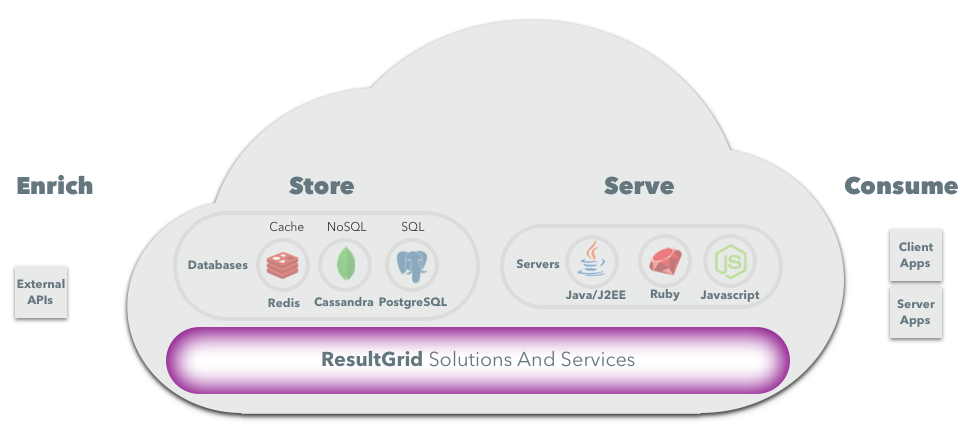 Enrich
Store
Serve
Consume
Cache
NoSQL
SQL
Databases
Redis
Cassandra
PostgreSQL
Servers
Java/J2EE
Ruby
JS
Javascript
External
APIs
Client
Apps
Server
Apps
ResultGrid Solutions And Services